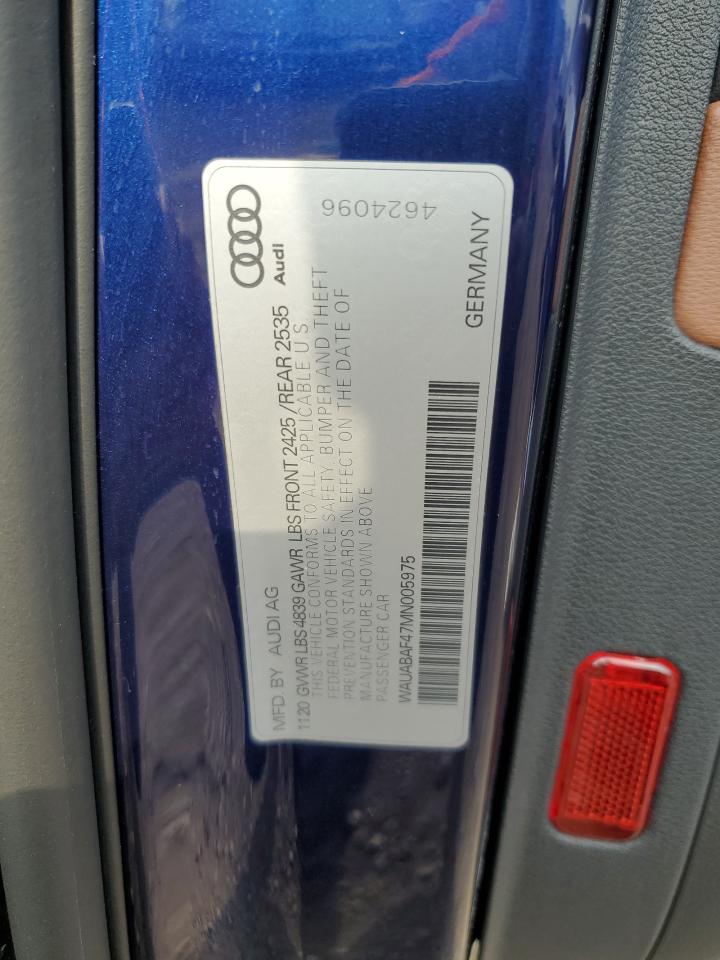 4624096
Audi
MFD. BY AUDI AG
1120 GVWR LBS 4839 GAWR LBS FRONT 2425 / REAR 2535
THIS VEHICLE CONFORMS TO ALL APPLICABLE U S
FEDERAL MOTOR VEHICLE SAFETY, BUMPER AND THEFT
PREVENTION STANDARDS IN EFFECT ON THE DATE OF
MANUFACTURE SHOWN ABOVE
PASSENGER CAR
WAUABAF47MN005975
GERMANY